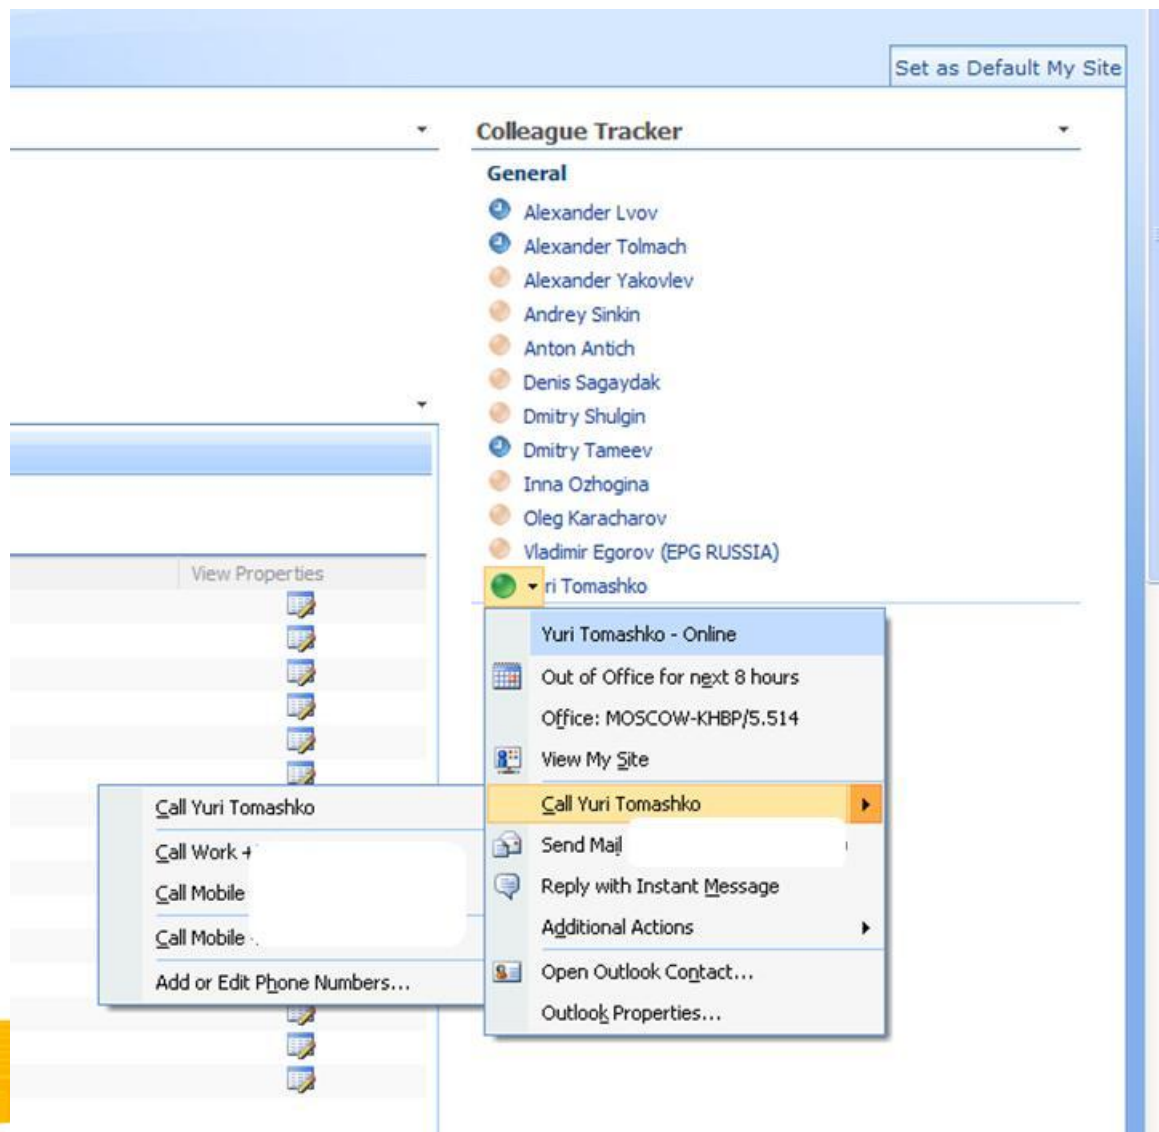 Set as Default My Site
Colleague Tracker
General
Alexander Lvov
Alexander Tolmach
Alexander Yakovlev
Andrey Sinkin
Anton Antich
Denis Sagaydak
Dmitry Shulgin
Dmitry Tameev
Inna Ozhogina
Oleg Karacharov
Vladimir Egorov (EPG RUSSIA)
ri Tomashko
View Properties
Yuri Tomashko - Online
Out of Office for next 8 hours
Office: MOSCOW-KHBP/5.514
View My Site
Call Yuri Tomashko
Send Mail
Reply with Instant Message
Additional Actions
Open Outlook Contact...
Outlook Properties...
Call Yuri Tomashko
Call Work +
Call Mobile
Call Mobile
Add or Edit Phone Numbers...